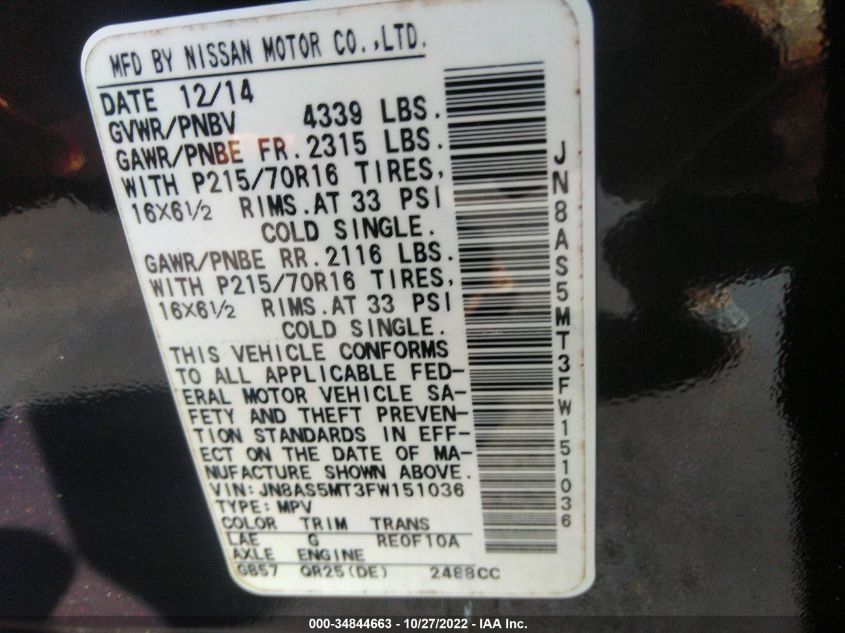 MFD BY NISSAN MOTOR CO.,LTD.
DATE 12/14
GVWR/PNBV 4339 LBS.
GAWR/PNBE FR.2315 LBS.
WITH P215/70R16 TIRES,
16X6½ RIMS.AT 33 PSI
COLD SINGLE.
GAWR/PNBE RR.2116 LBS.
WITH P215/70R16 TIRES,
16X6½ RIMS.AT 33 PSI
COLD SINGLE.
THIS VEHICLE CONFORMS
TO ALL APPLICABLE FED-
ERAL MOTOR VEHICLE SA-
FETY AND THEFT PREVEN-
TION STANDARDS IN EFF-
ECT ON THE DATE OF MA-
NUFACTURE SHOWN ABOVE.
VIN:JN8AS5MT3FW151036
TYPE:MPV
COLOR TRIM TRANS
LAE G RE0F10A
AXLE ENGINE
GB57 QR25(DE) 2488CC
JN8AS5MT3FW151036
000-34844663 - 10/27/2022 - IAA Inc.